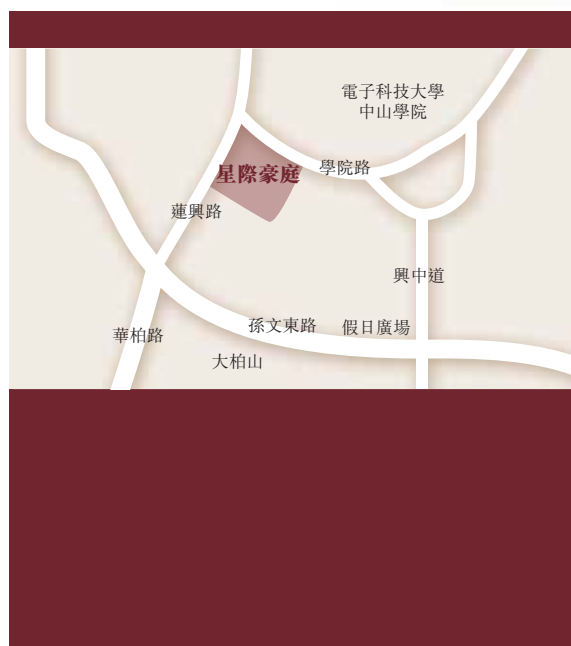 電子科技大學
中山學院
星際豪庭
學院路
蓮興路
興中道
孫文東路
假日廣場
華柏路
大柏山